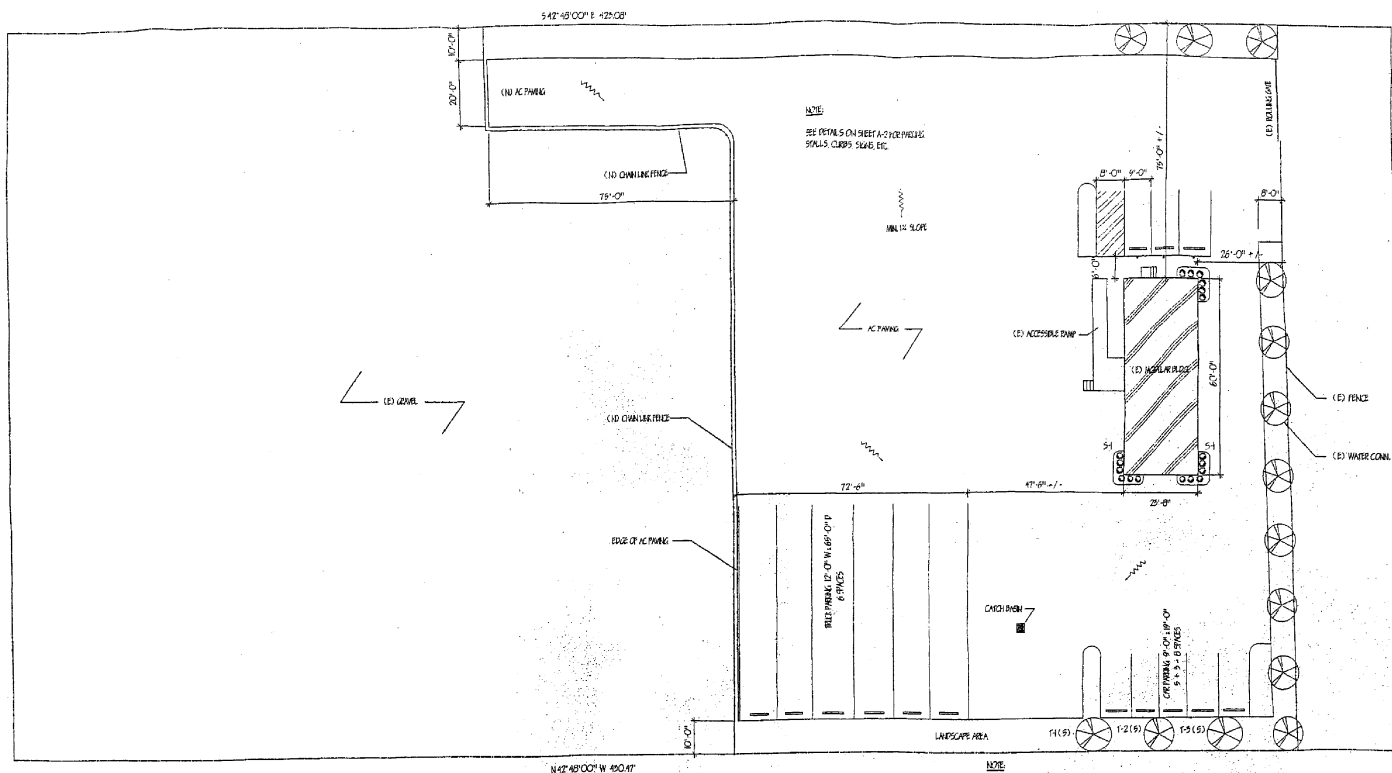 S 42°48'00" E 423.08'
10'-0"
20'-0"
(N) AC PAVING
NOTE:
SEE DETAILS ON SHEET A-2 FOR PARKING
STALLS, CURBS, SIGNS, ETC.
(E) ROLLING GATE
75'-0" +/-
(N) CHAIN LINK FENCE
75'-0"
8'-0"
9'-0"
8'-0"
MIN. 1% SLOPE
26'-0" +/-
AC PAVING
(E) ACCESSIBLE RAMP
(E) MODULAR BLDG
60'-0"
(E) GRAVEL
(E) FENCE
(N) CHAIN LINK FENCE
S-1
S-1
(E) WATER CONN.
72'-6"
47'-6" +/-
23'-8"
EDGE OF AC PAVING
PARKING 12'-0" W x 65'-0" D
6 SPACES
CATCH BASIN
CAR PARKING 9'-0" x 19'-0"
5 + 3 = 8 SPACES
10'-0"
LANDSCAPE AREA
T-1 (5)
T-2 (5)
T-3 (5)
N 42°48'00" W 430.47'
NOTE: